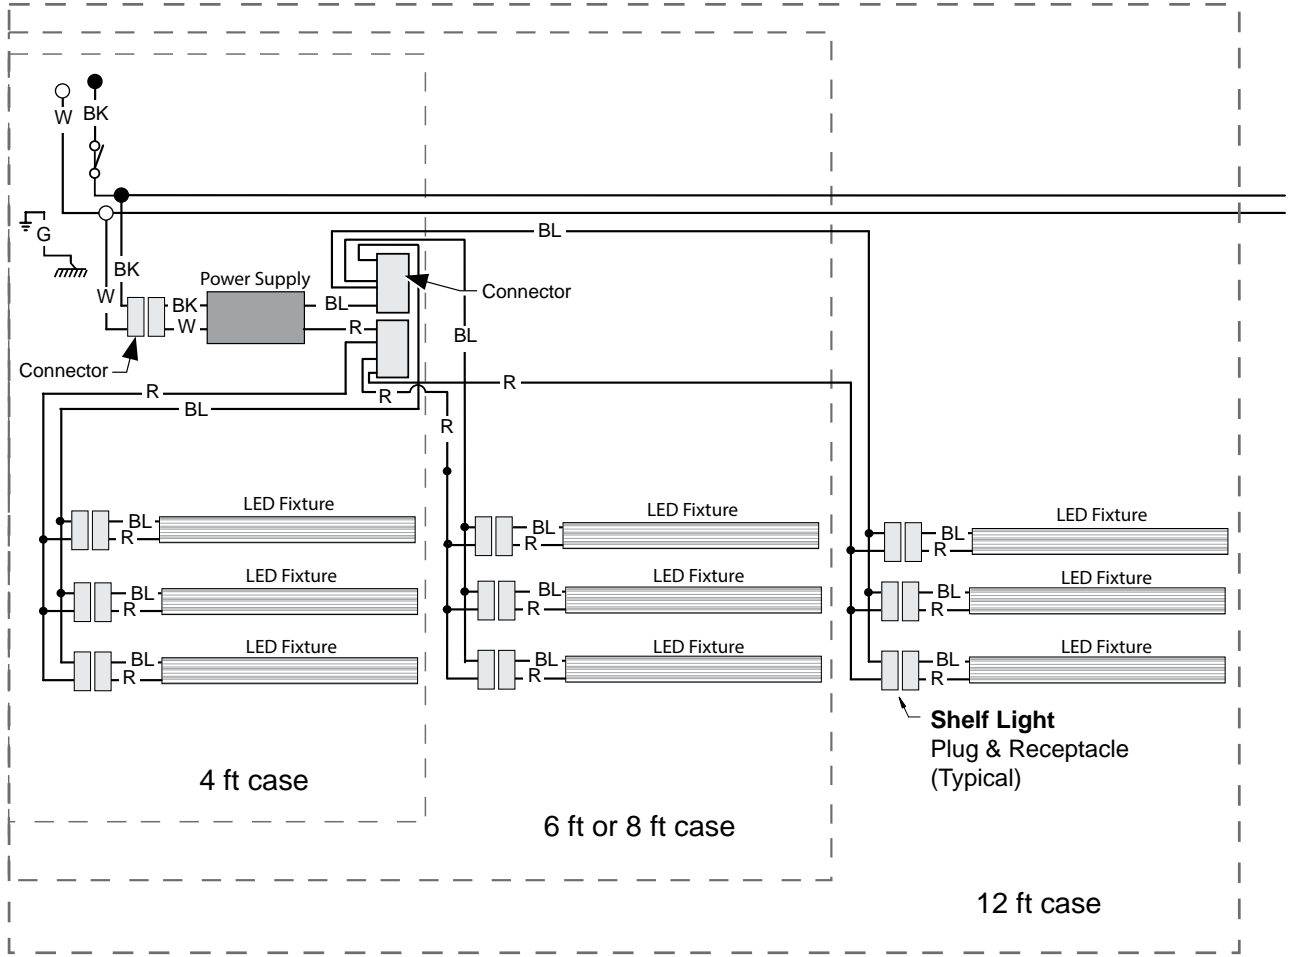 W
BK
G
BK
W
Power Supply
BK
W
BL
R
Connector
Connector
BL
BL
R
R
BL
R
R
LED Fixture
BL
R
LED Fixture
BL
R
LED Fixture
BL
R
LED Fixture
BL
R
LED Fixture
BL
R
LED Fixture
BL
R
LED Fixture
BL
R
LED Fixture
BL
R
LED Fixture
BL
R
Shelf Light
Plug & Receptacle
(Typical)
4 ft case
6 ft or 8 ft case
12 ft case